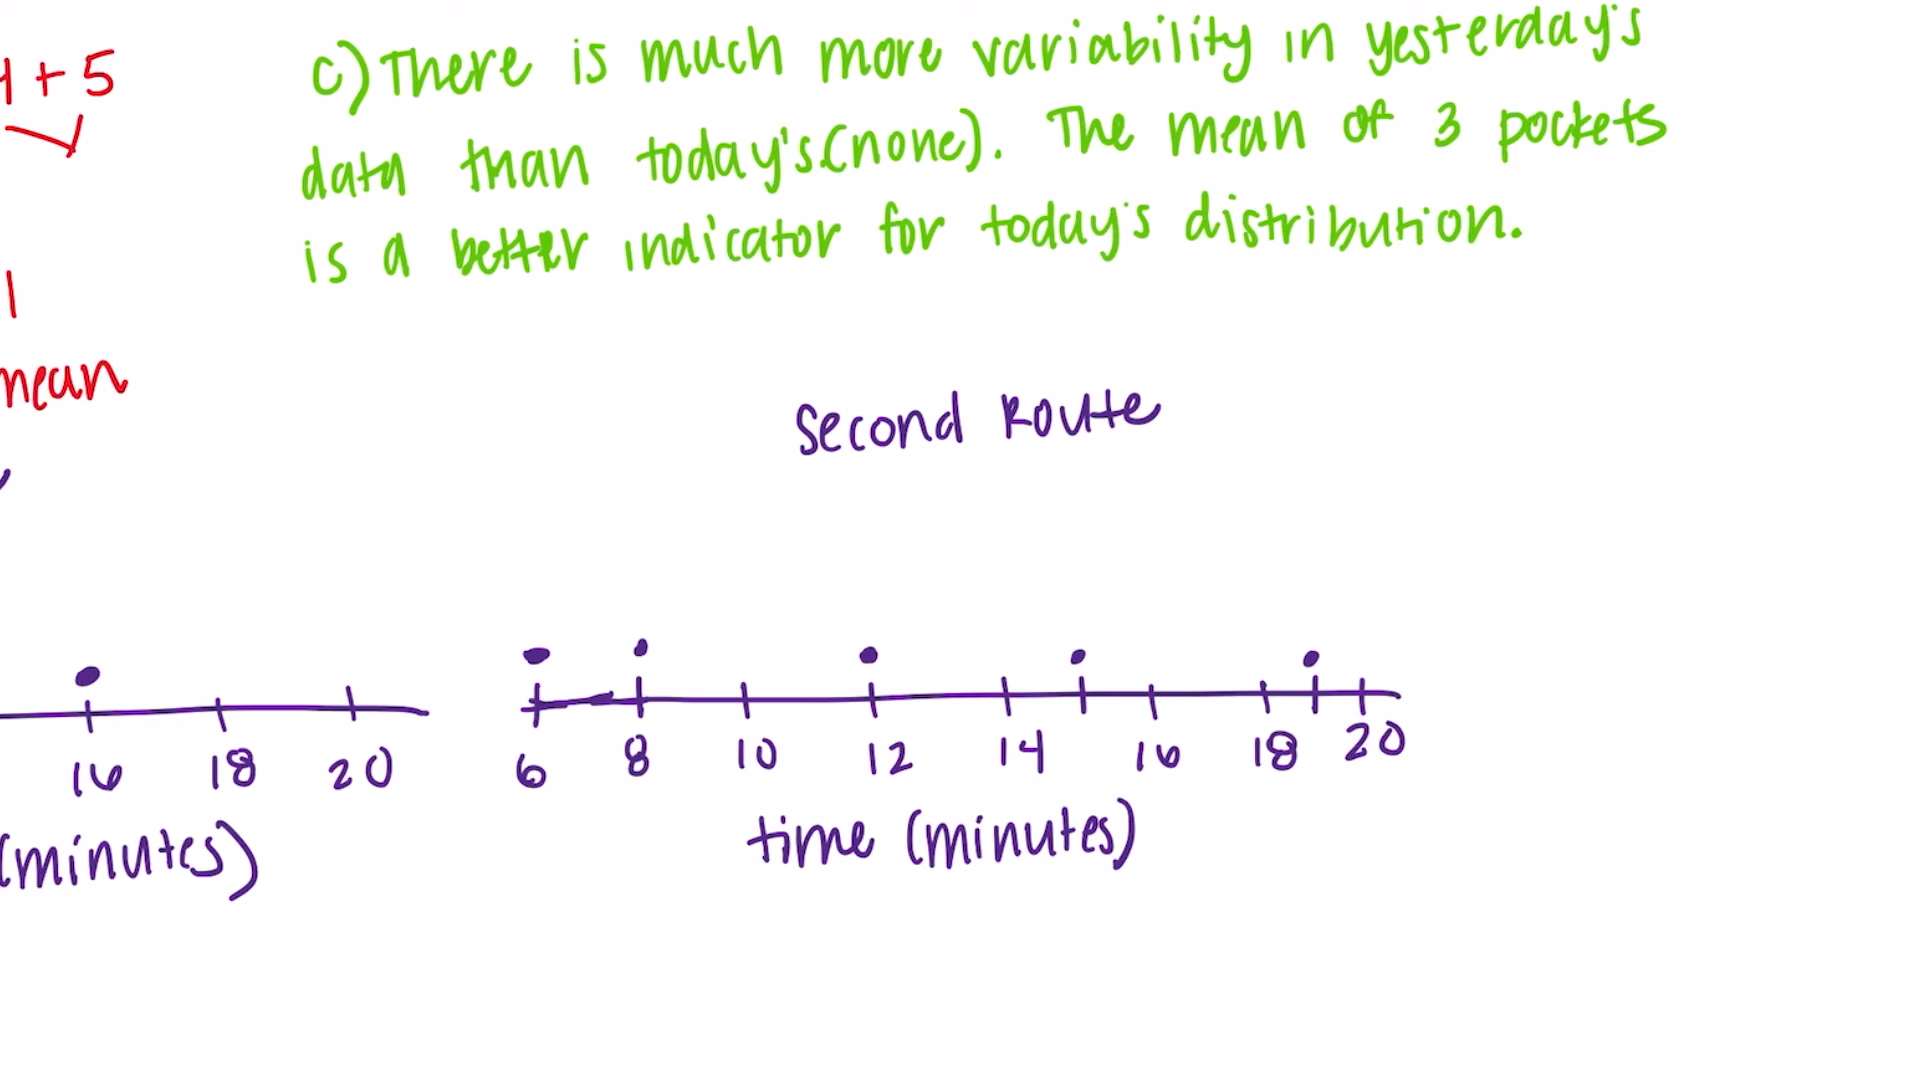 4 + 5
c) There is much more variability in yesterday's
data than today's (none). The mean of 3 pockets
is a better indicator for today's distribution.
1
mean
Second Route
16 18 20
6 8 10 12 14 16 18 20
(minutes)
time (minutes)